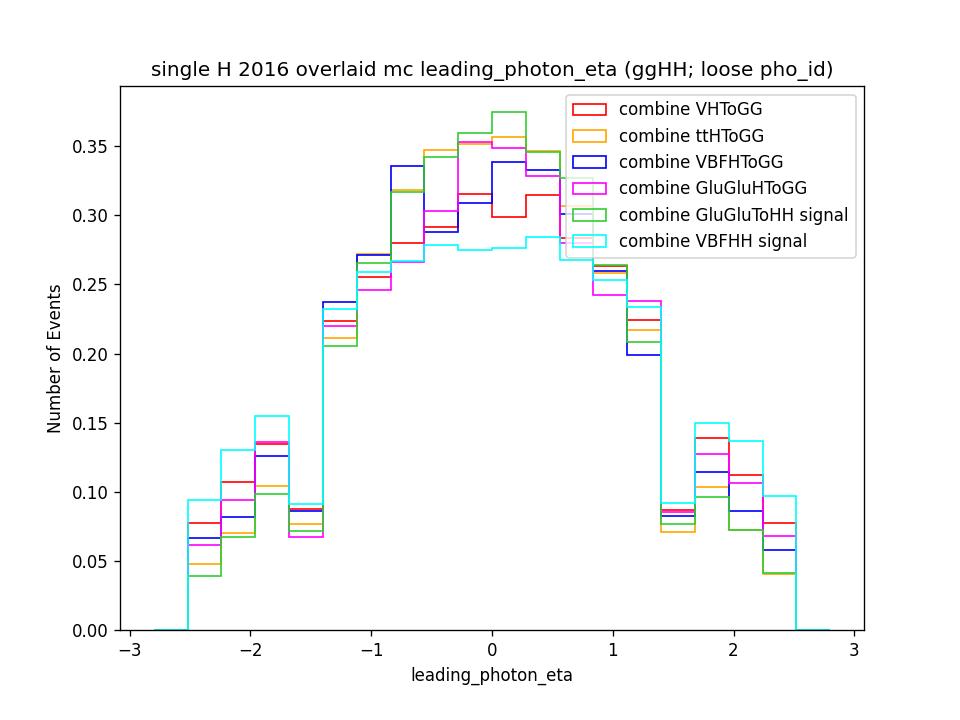 single H 2016 overlaid mc leading_photon_eta (ggHH; loose pho_id)
combine VHToGG
combine ttHToGG
combine VBFHToGG
combine GluGluHToGG
combine GluGluToHH signal
combine VBFHH signal
Number of Events
0.35
0.30
0.25
0.20
0.15
0.10
0.05
0.00
−3
−2
−1
0
1
2
3
leading_photon_eta